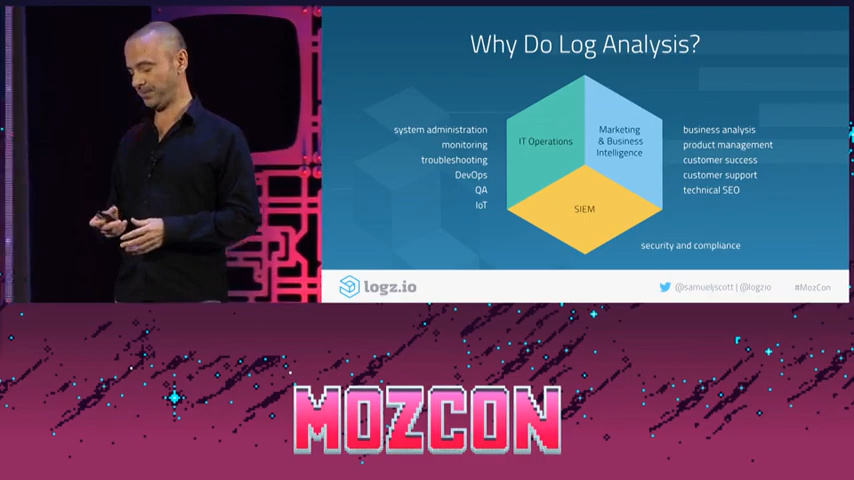 Why Do Log Analysis?
system administration
monitoring
troubleshooting
DevOps
QA
IoT
IT Operations
Marketing
& Business
Intelligence
SIEM
business analysis
product management
customer success
customer support
technical SEO
security and compliance
logz.io
@samueljscott | @logzio
#MozCon
MOZCON